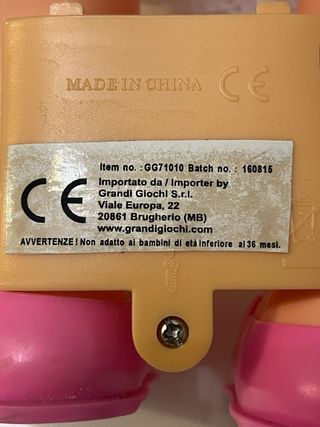 MADE IN CHINA CE
Item no. :GG71010 Batch no. : 160815
CE
Importato da / Importer by
Grandi Giochi S.r.l.
Viale Europa, 22
20861 Brugherio (MB)
www.grandigiochi.com
AVVERTENZE! Non adatto ai bambini di età inferiore ai 36 mesi.